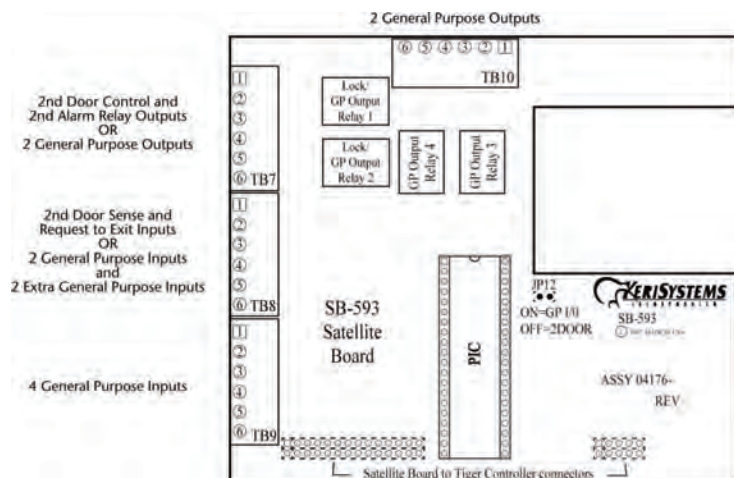 2 General Purpose Outputs
6 5 4 3 2 1
TB10
2nd Door Control and
2nd Alarm Relay Outputs
OR
2 General Purpose Outputs
1
2
3
4
5
6 TB7
Lock/
GP Output
Relay 1
Lock/
GP Output
Relay 2
GP Output
Relay 4
GP Output
Relay 3
2nd Door Sense and
Request to Exit Inputs
OR
2 General Purpose Inputs
and
2 Extra General Purpose Inputs
1
2
3
4
5
6 TB8
SB-593
Satellite
Board
PIC
JP12
ON=GP I/0
OFF=2DOOR
KERISYSTEMS
INCORPORATED
SB-593
ASSY 04176-
REV
4 General Purpose Inputs
1
2
3
4
5
6 TB9
Satellite Board to Tiger Controller connectors